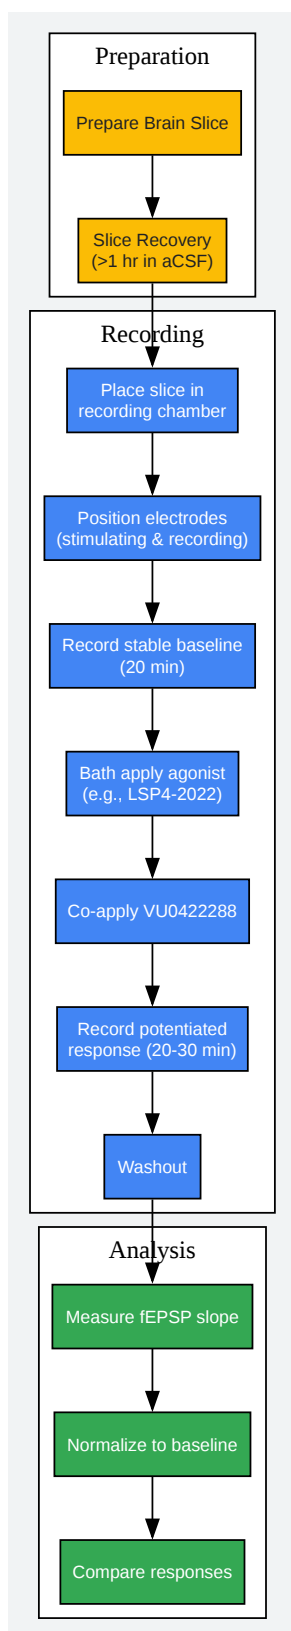 Preparation
Prepare Brain Slice
Slice Recovery
(>1 hr in aCSF)
Recording
Place slice in
recording chamber
Position electrodes
(stimulating & recording)
Record stable baseline
(20 min)
Bath apply agonist
(e.g., LSP4-2022)
Co-apply VU0422288
Record potentiated
response (20-30 min)
Washout
Analysis
Measure fEPSP slope
Normalize to baseline
Compare responses